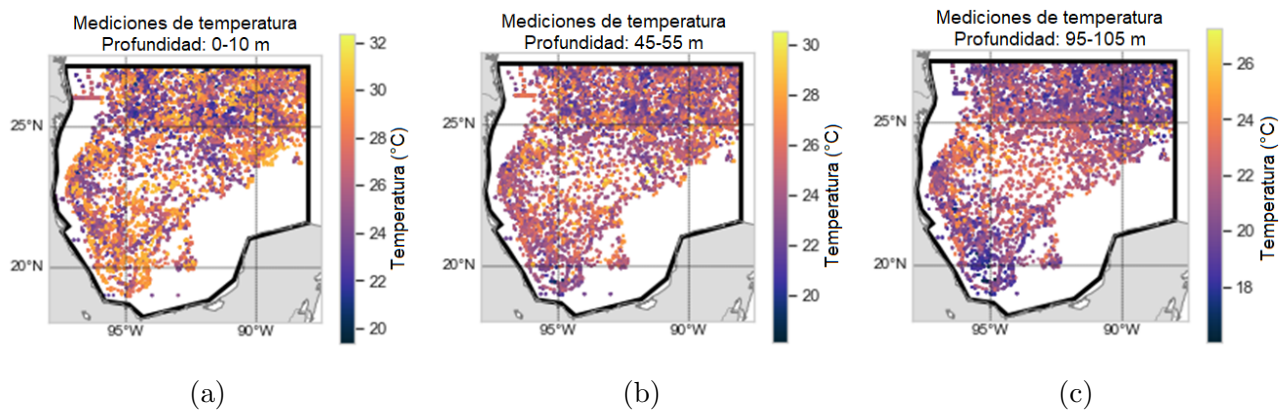 Mediciones de temperatura
Profundidad: 0-10 m
32
30
28
26
24
22
20
Temperatura (°C)
25°N
20°N
95°W
90°W
(a)
Mediciones de temperatura
Profundidad: 45-55 m
30
28
26
24
22
20
Temperatura (°C)
25°N
20°N
95°W
90°W
(b)
Mediciones de temperatura
Profundidad: 95-105 m
26
24
22
20
18
Temperatura (°C)
25°N
20°N
95°W
90°W
(c)